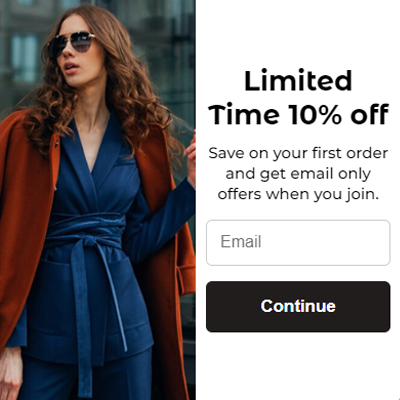 Limited
Time 10% off
Save on your first order
and get email only
offers when you join.
Email
Continue